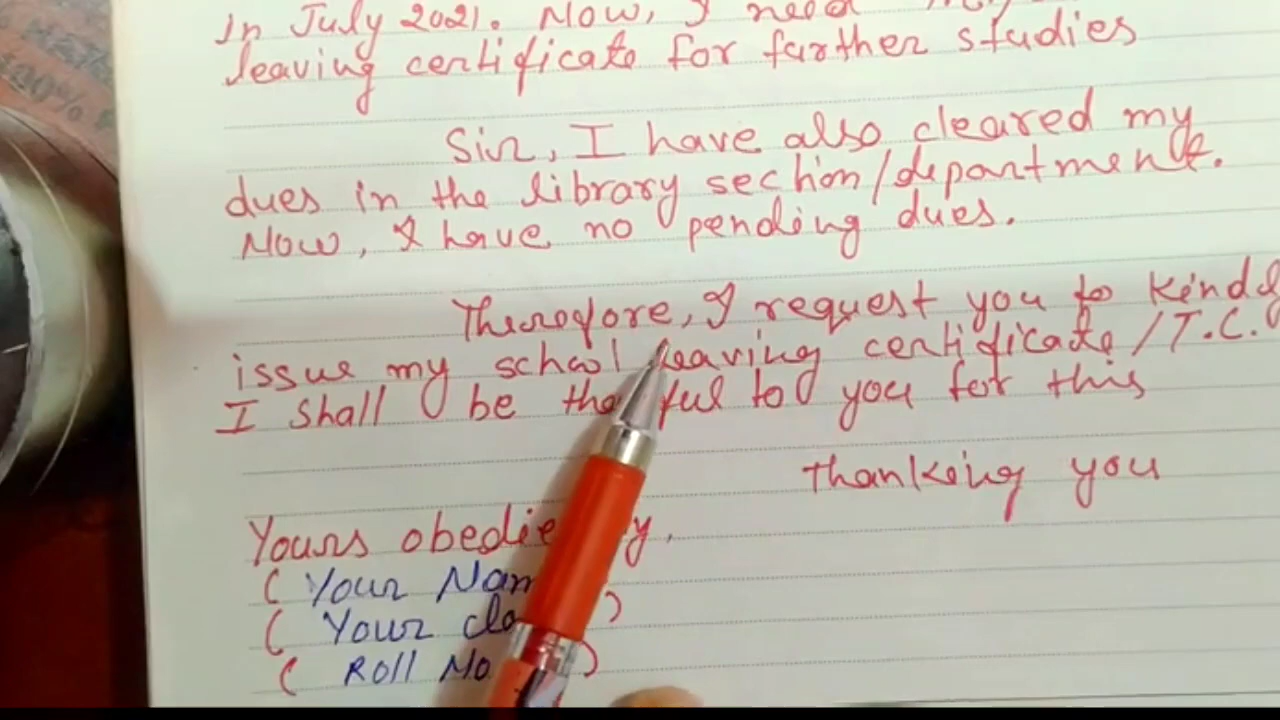 In July 2021. Now, I need
leaving certificate for further studies
Sir, I have also cleared my
dues in the library section/department.
Now, I have no pending dues.
Therefore, I request you to kindly
issue my school leaving certificate/T.C.
I shall be thankful to you for this
Thanking you
Yours obediently.
( Your Name
( Your class )
( Roll No )
100%